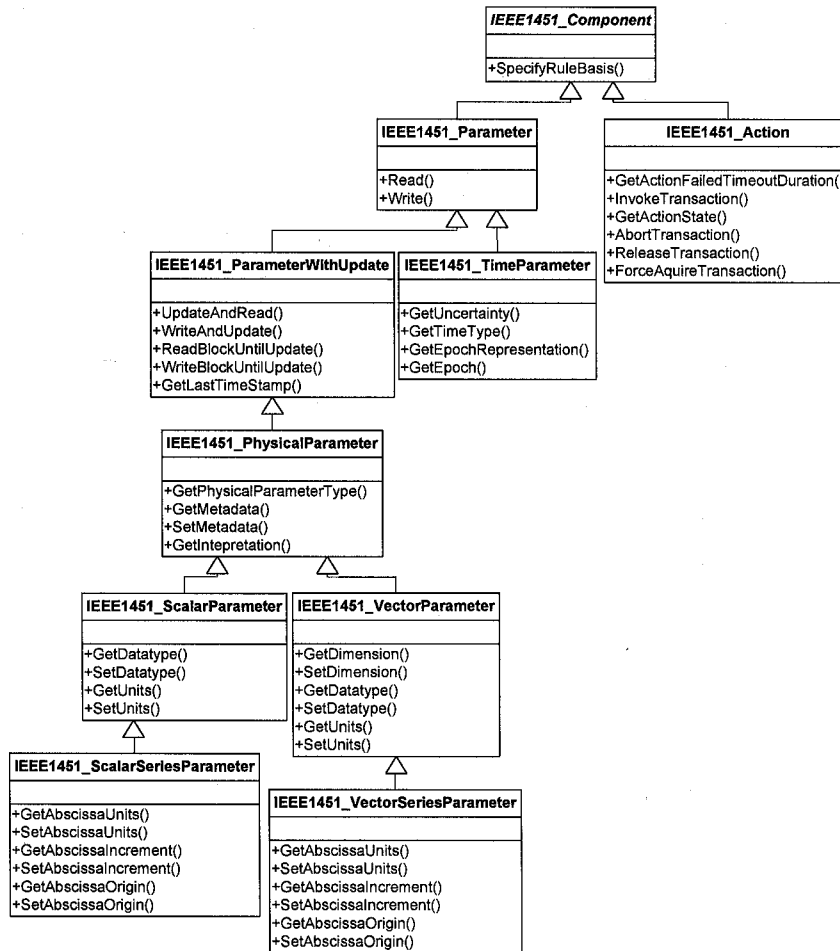 IEEE1451_Component
+SpecifyRuleBasis()
IEEE1451_Parameter
+Read()
+Write()
IEEE1451_Action
+GetActionFailedTimeoutDuration(
+InvokeTransaction()
+GetActionState()
+AbortTransaction()
+ReleaseTransaction()
+ForceAquireTransaction()
IEEE1451_ParameterWithUpdate
+UpdateAndRead()
+WriteAndUpdate()
+ReadBlockUntilUpdate()
+WriteBlockUntilUpdate()
+GetLastTimeStamp()
IEEE1451_TimeParameter
+GetUncertainty()
+GetTimeType()
+GetEpochRepresentation()
+GetEpoch()
IEEE1451_PhysicalParameter
+GetPhysicalParameterType()
+GetMetadata()
+SetMetadata()
+GetIntepretation()
IEEE1451_ScalarParameter
+GetDatatype()
+SetDatatype()
+GetUnits()
+SetUnits()
IEEE1451_VectorParameter
+GetDimension()
+SetDimension()
+GetDatatype()
+SetDatatype()
+GetUnits()
+SetUnits()
IEEE1451_ScalarSeriesParameter
+GetAbscissaUnits()
+SetAbscissaUnits()
+GetAbscissaIncrement()
+SetAbscissaIncrement()
+GetAbscissaOrigin()
+SetAbscissaOrigin()
IEEE1451_VectorSeriesParameter
+GetAbscissaUnits()
+SetAbscissaUnits()
+GetAbscissaIncrement()
+SetAbscissaIncrement()
+GetAbscissaOrigin()
+SetAbscissaOrigin()